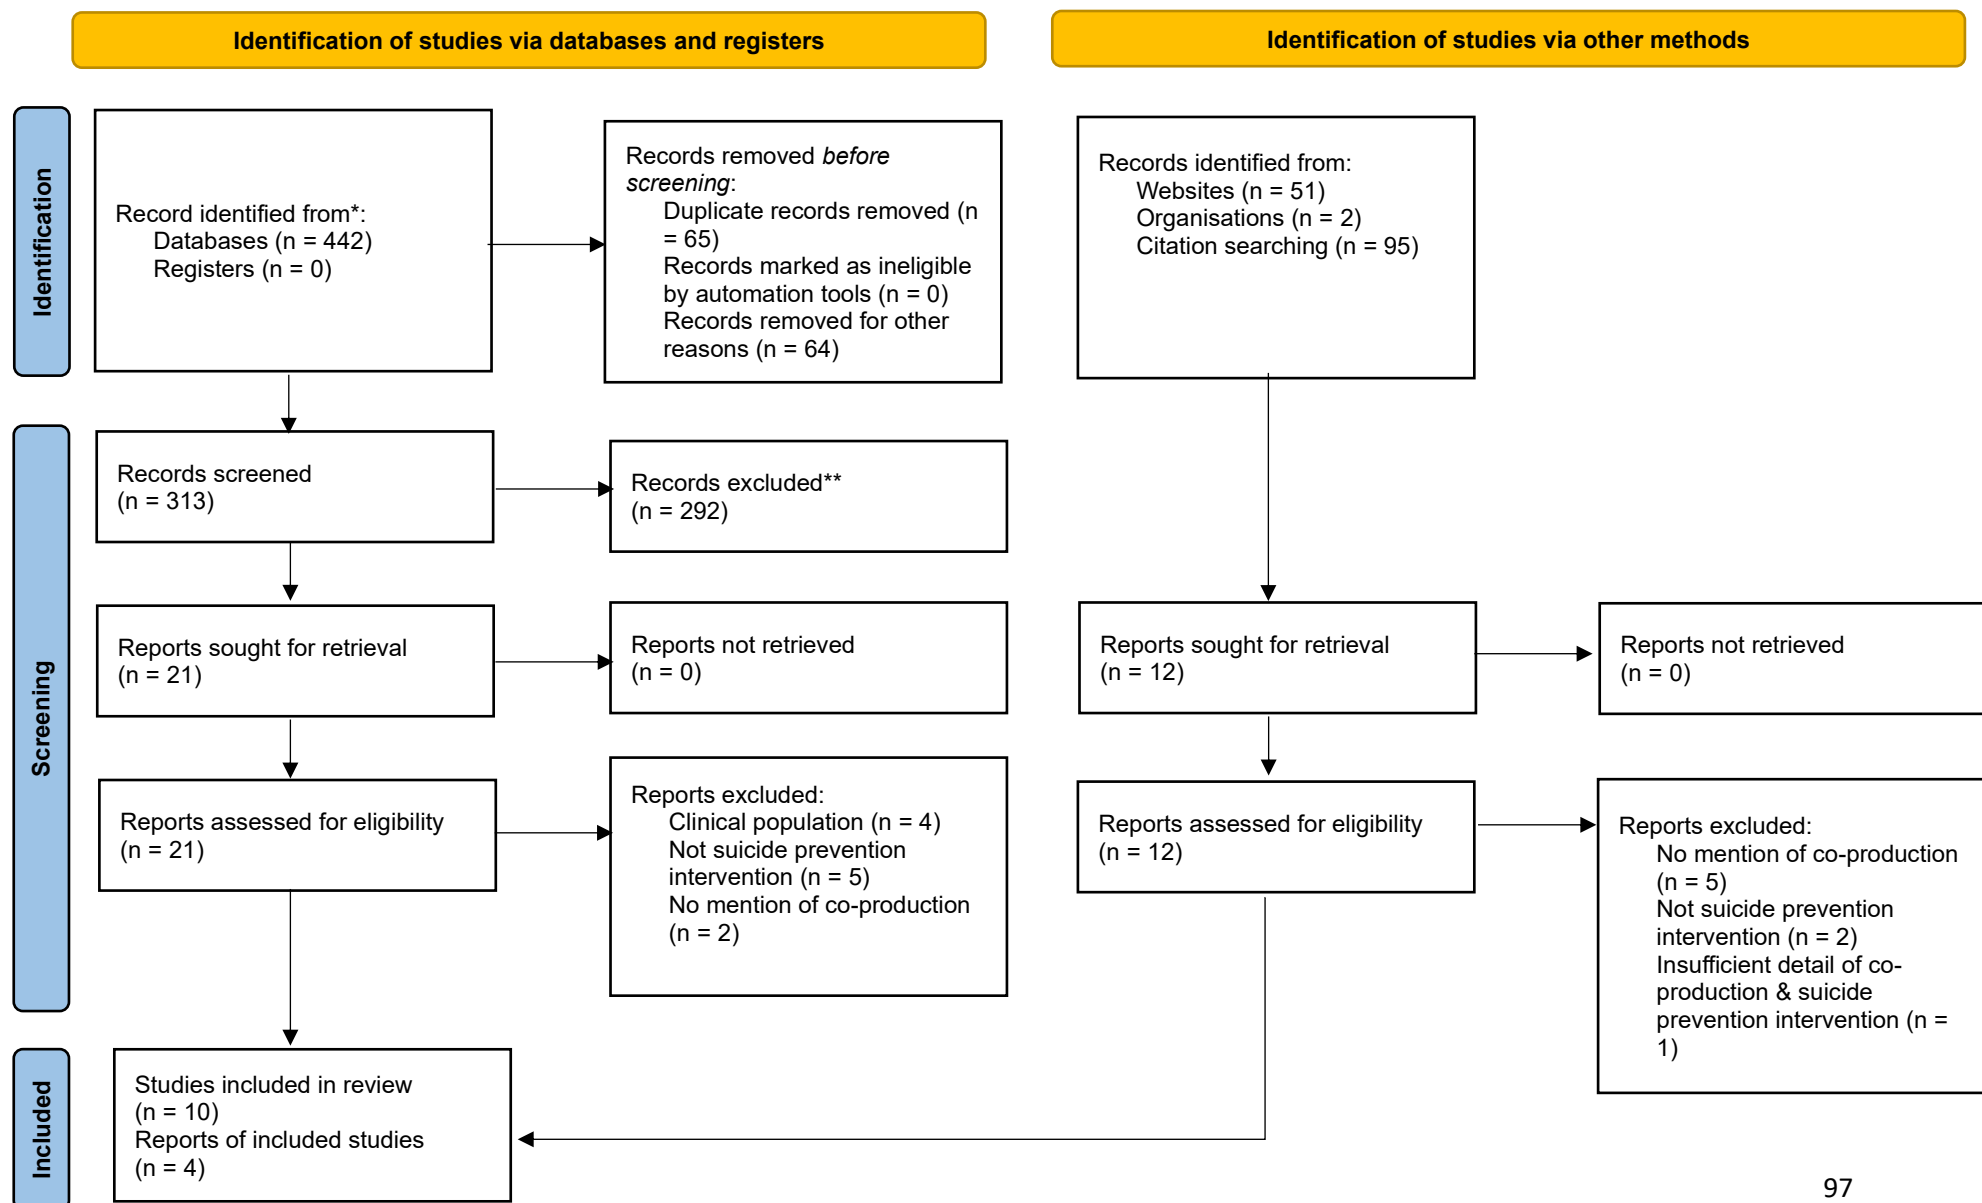 Identification of studies via databases and registers
Identification of studies via other methods
Identification
Record identified from*:
Databases (n = 442)
Registers (n = 0)
Records removed before
screening:
Duplicate records removed (n
= 65)
Records marked as ineligible
by automation tools (n = 0)
Records removed for other
reasons (n = 64)
Records identified from:
Websites (n = 51)
Organisations (n = 2)
Citation searching (n = 95)
Screening
Records screened
(n = 313)
Records excluded**
(n = 292)
Reports sought for retrieval
(n = 21)
Reports not retrieved
(n = 0)
Reports sought for retrieval
(n = 12)
Reports not retrieved
(n = 0)
Reports assessed for eligibility
(n = 21)
Reports excluded:
Clinical population (n = 4)
Not suicide prevention
intervention (n = 5)
No mention of co-production
(n = 2)
Reports assessed for eligibility
(n = 12)
Reports excluded:
No mention of co-production
(n = 5)
Not suicide prevention
intervention (n = 2)
Insufficient detail of co-
production & suicide
prevention intervention (n =
1)
Included
Studies included in review
(n = 10)
Reports of included studies
(n = 4)
97